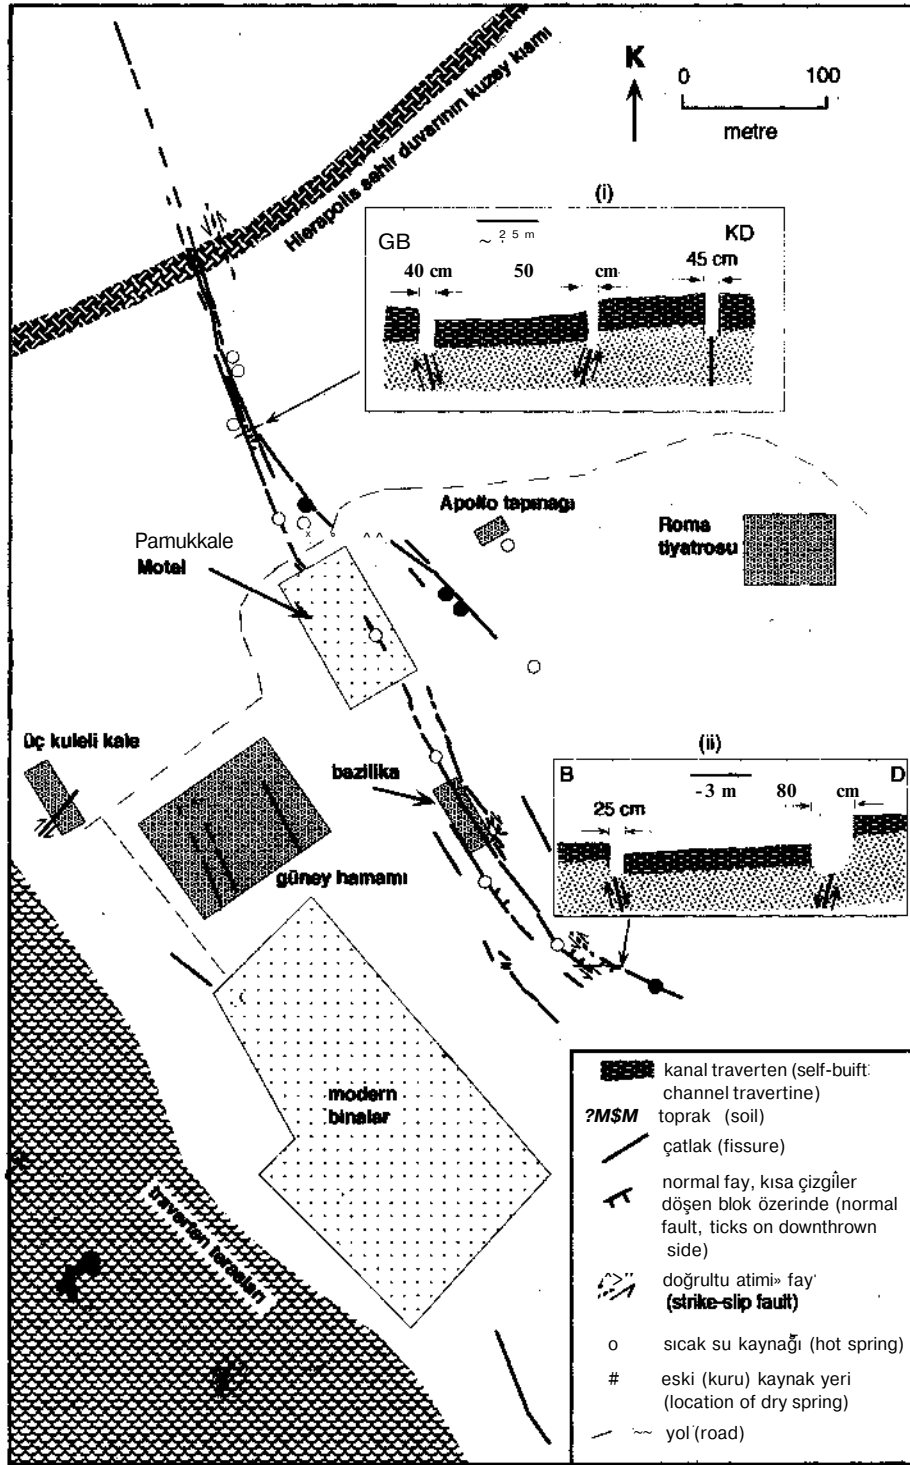 K
0 100
metre
Hierapolis şehir duvarının kuzey kısmı
(i)
GB KD
~ 2 5 m
40 cm 50 cm 45 cm
Apollo tapınağı
Roma
tiyatrosu
Pamukkale
Motel
üç kuleli kale
bazilika
güney hamamı
(ii)
B D
-3 m
25 cm 80 cm
modern
binalar
traverten terasları
kanal traverten (self-buift:
channel travertine)
?M$M toprak (soil)
çatlak (fissure)
normal fay, kısa çizgiler
döşen blok özerinde (normal
fault, ticks on downthrown
side)
doğrultu atimi» fay'
(strike-slip fault)
o sıcak su kaynağı (hot spring)
# eski (kuru) kaynak yeri
(location of dry spring)
~~ yol (road)